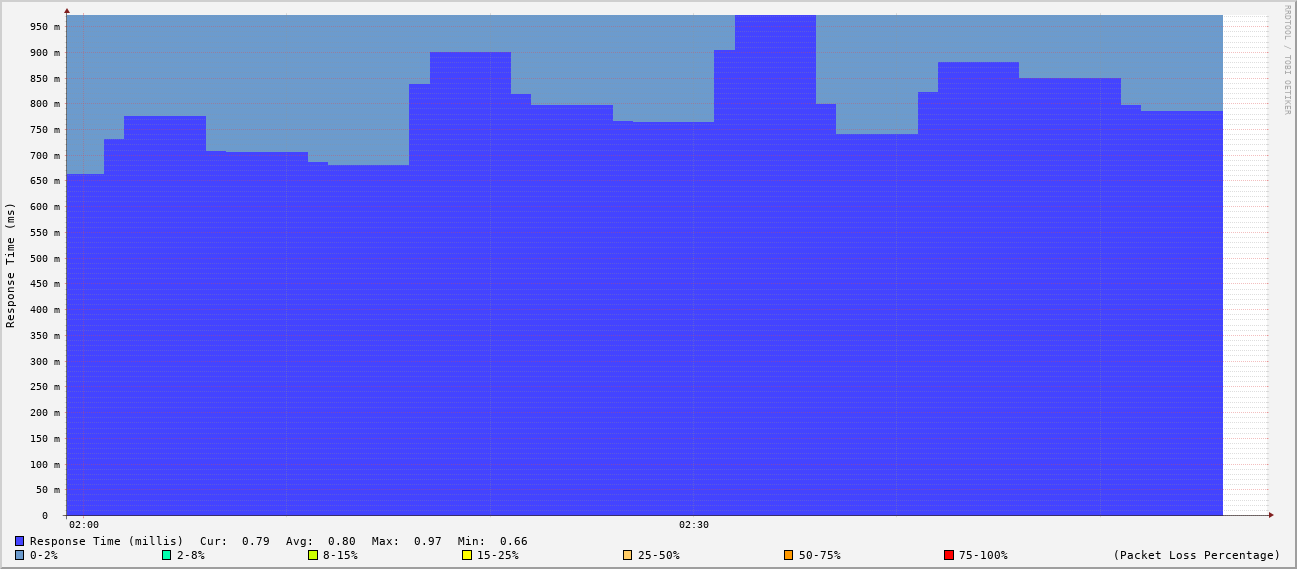 RRDTOOL / TOBI OETIKER
Response Time (ms)
950 m
900 m
850 m
800 m
750 m
700 m
650 m
600 m
550 m
500 m
450 m
400 m
350 m
300 m
250 m
200 m
150 m
100 m
50 m
0
02:00 02:30
Response Time (millis) Cur: 0.79 Avg: 0.80 Max: 0.97 Min: 0.66
0-2% 2-8% 8-15% 15-25% 25-50% 50-75% 75-100% (Packet Loss Percentage)